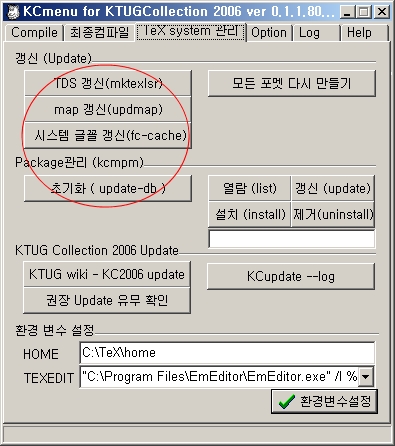 KCmenu for KTUGCollection 2006 ver 0,1,1,80...
Compile 최종컴파일 TeX system 관리 Option Log Help
갱신 (Update)
TDS 갱신(mktexlsr) 모든 포멧 다시 만들기
map 갱신(updmap)
시스템 글꼴 갱신(fc-cache)
Package관리 (kcmpm)
초기화 ( update-db ) 열람 (list) 갱신 (update)
설치 (install) 제거(uninstall)
KTUG Collection 2006 Update
KTUG wiki - KC2006 update KCupdate --log
권장 Update 유무 확인
환경 변수 설정
HOME C:\TeX\home
TEXEDIT "C:\Program Files\EmEditor\EmEditor.exe" /l %
환경변수설정